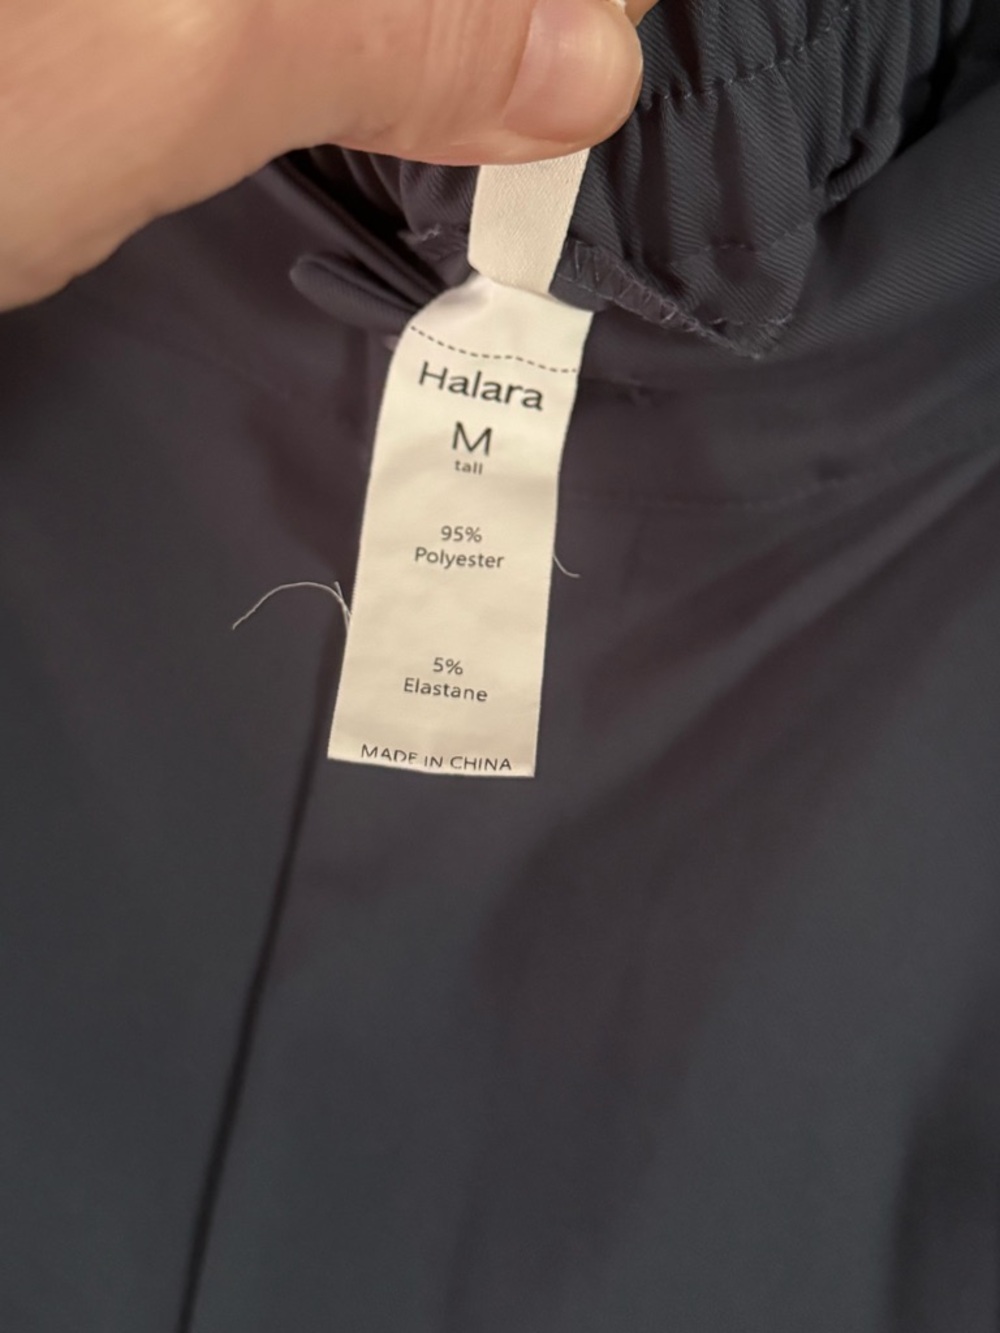 Halara
M
tall
95%
Polyester
5%
Elastane
MADE IN CHINA